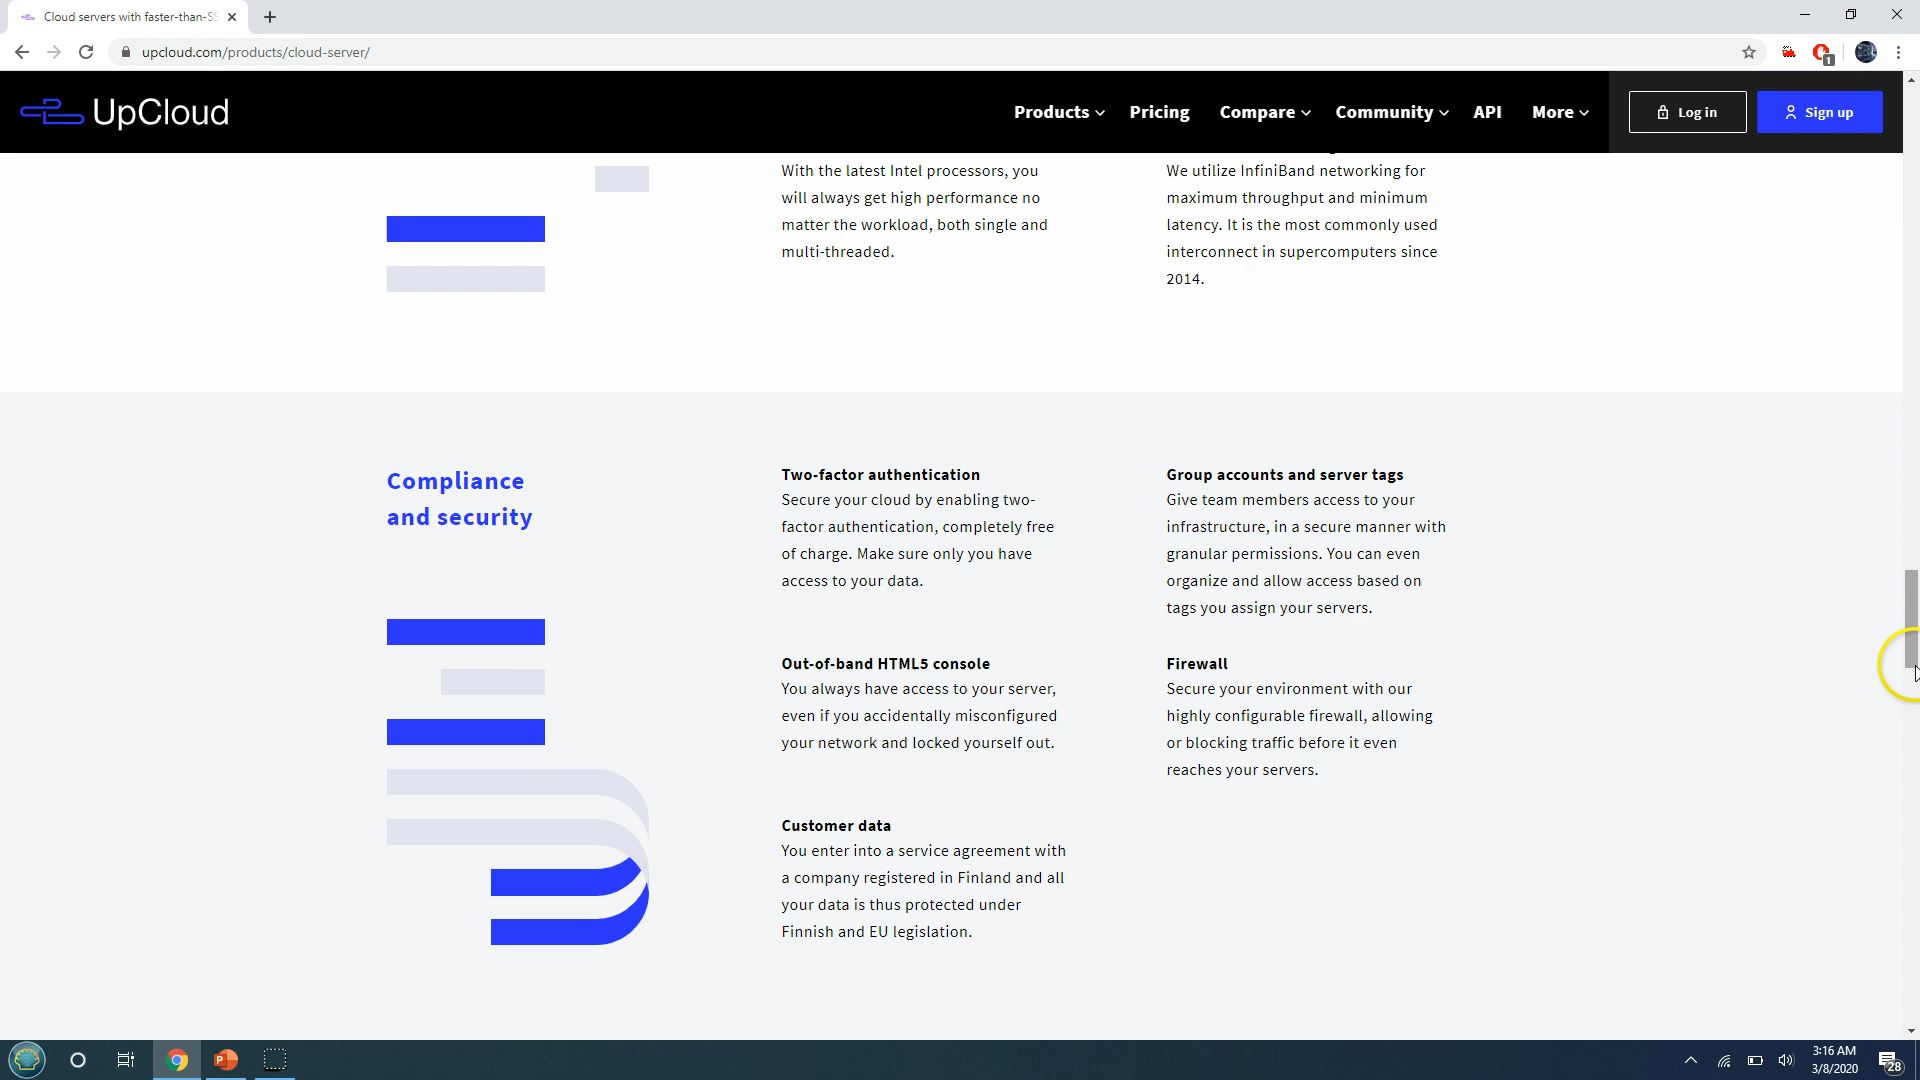 Cloud servers with faster-than-SS
upcloud.com/products/cloud-server/
1
UpCloud
Products
Pricing
Compare
Community
API
More
Log in
Sign up
With the latest Intel processors, you
will always get high performance no
matter the workload, both single and
multi-threaded.
We utilize InfiniBand networking for
maximum throughput and minimum
latency. It is the most commonly used
interconnect in supercomputers since
2014.
Compliance
and security
Two-factor authentication
Secure your cloud by enabling two-
factor authentication, completely free
of charge. Make sure only you have
access to your data.
Group accounts and server tags
Give team members access to your
infrastructure, in a secure manner with
granular permissions. You can even
organize and allow access based on
tags you assign your servers.
Out-of-band HTML5 console
You always have access to your server,
even if you accidentally misconfigured
your network and locked yourself out.
Firewall
Secure your environment with our
highly configurable firewall, allowing
or blocking traffic before it even
reaches your servers.
Customer data
You enter into a service agreement with
a company registered in Finland and all
your data is thus protected under
Finnish and EU legislation.
P
3:16 AM
3/8/2020
28